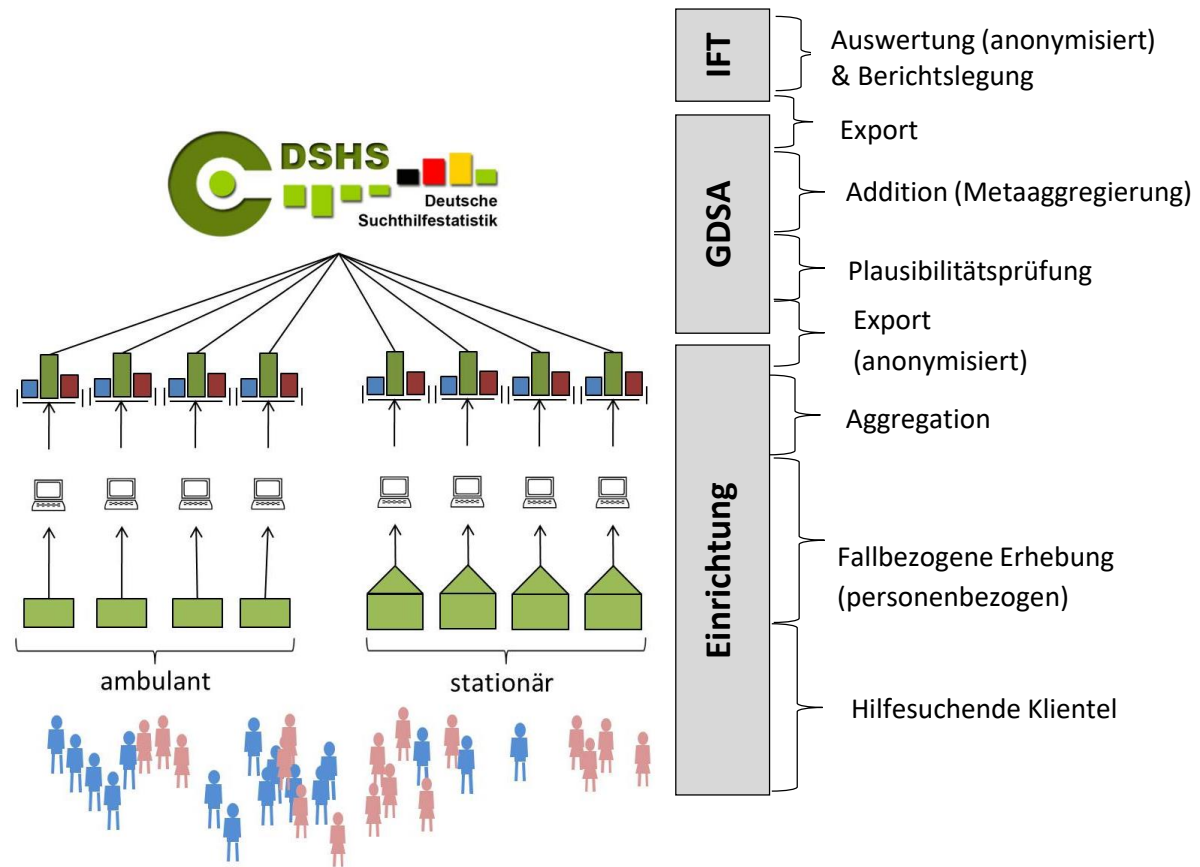 DSHS
Deutsche
Suchthilfestatistik
ambulant
stationär
IFT
GDSA
Einrichtung
Auswertung (anonymisiert)
& Berichtslegung
Export
Addition (Metaaggregierung)
Plausibilitätsprüfung
Export
(anonymisiert)
Aggregation
Fallbezogene Erhebung
(personenbezogen)
Hilfesuchende Klientel